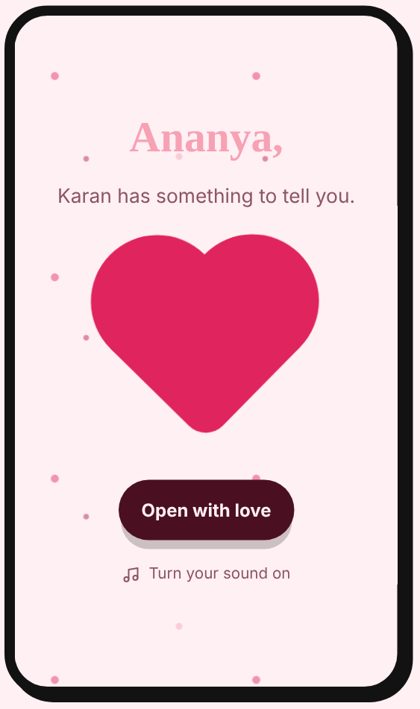 Ananya,
Karan has something to tell you.
Open with love
Turn your sound on